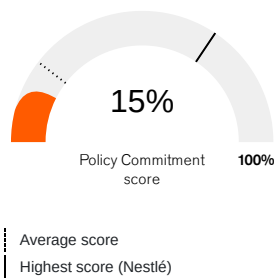 15%
Policy Commitment
score
100%
Average score
Highest score (Nestlé)